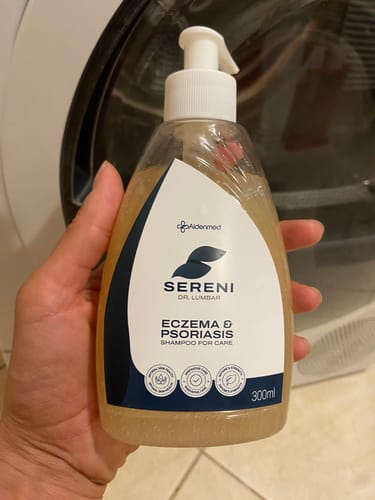 Aldenmed
SERENI
DR. LUMBAR
ECZEMA &
PSORIASIS
SHAMPOO FOR CARE
300ml